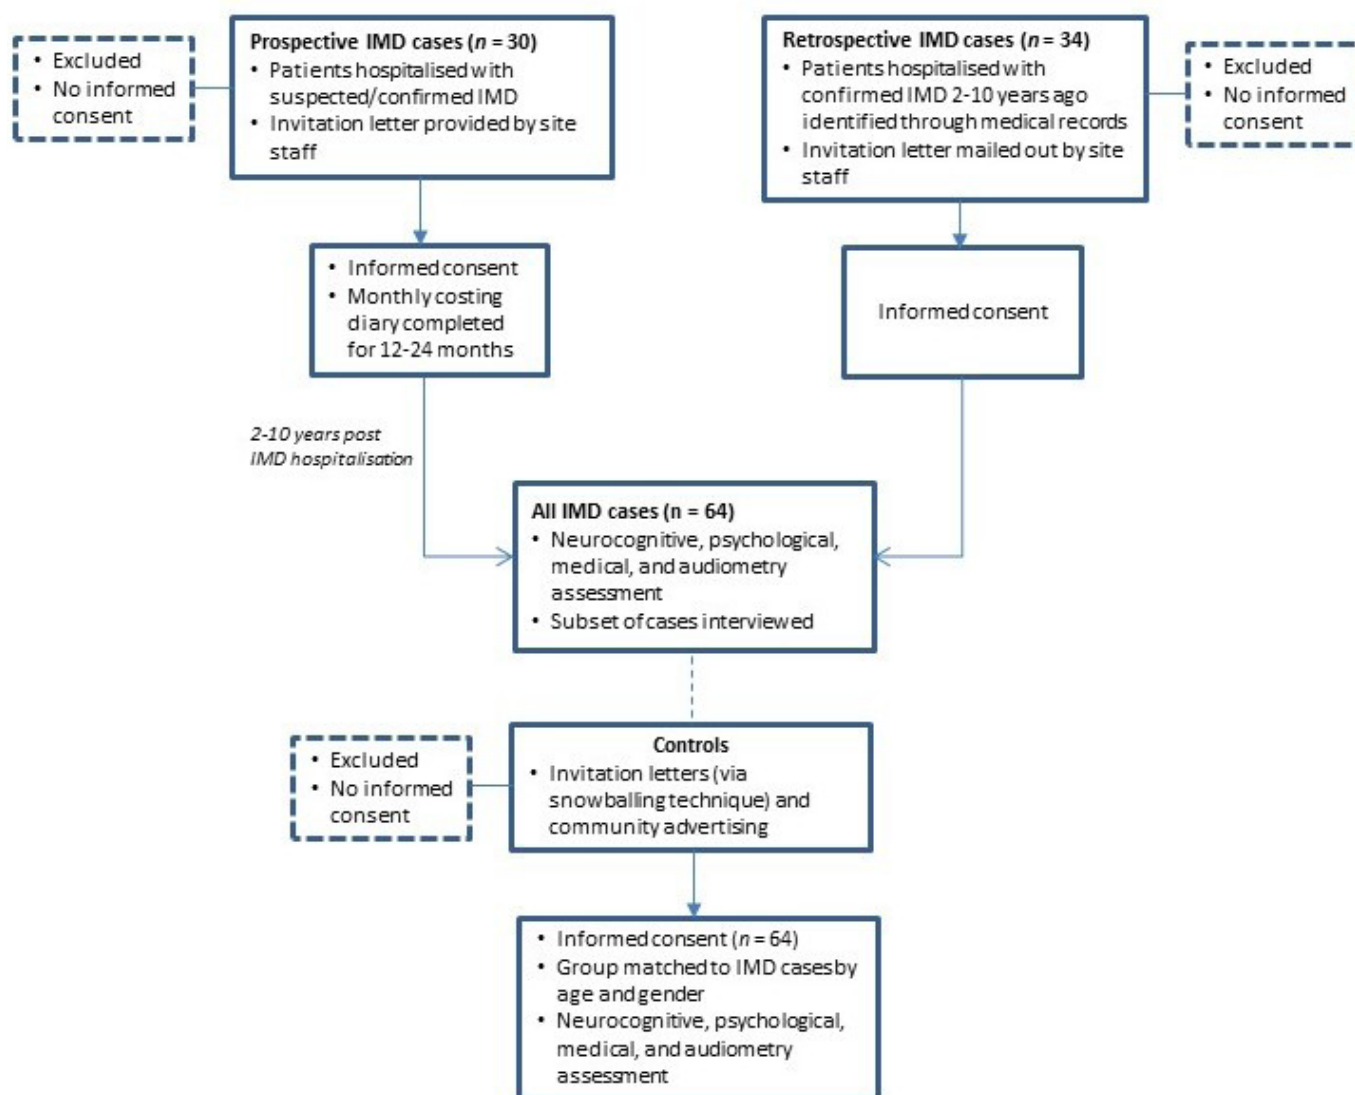 • Excluded
• No informed
consent
Prospective IMD cases (n = 30)
• Patients hospitalised with
suspected/confirmed IMD
• Invitation letter provided by site
staff
Retrospective IMD cases (n = 34)
• Patients hospitalised with
confirmed IMD 2-10 years ago
identified through medical records
• Invitation letter mailed out by site
staff
• Excluded
• No informed
consent
• Informed consent
• Monthly costing
diary completed
for 12-24 months
Informed consent
2-10 years post
IMD hospitalisation
All IMD cases (n = 64)
• Neurocognitive, psychological,
medical, and audiometry
assessment
• Subset of cases interviewed
• Excluded
• No informed
consent
Controls
• Invitation letters (via
snowballing technique) and
community advertising
• Informed consent (n = 64)
• Group matched to IMD cases by
age and gender
• Neurocognitive, psychological,
medical, and audiometry
assessment